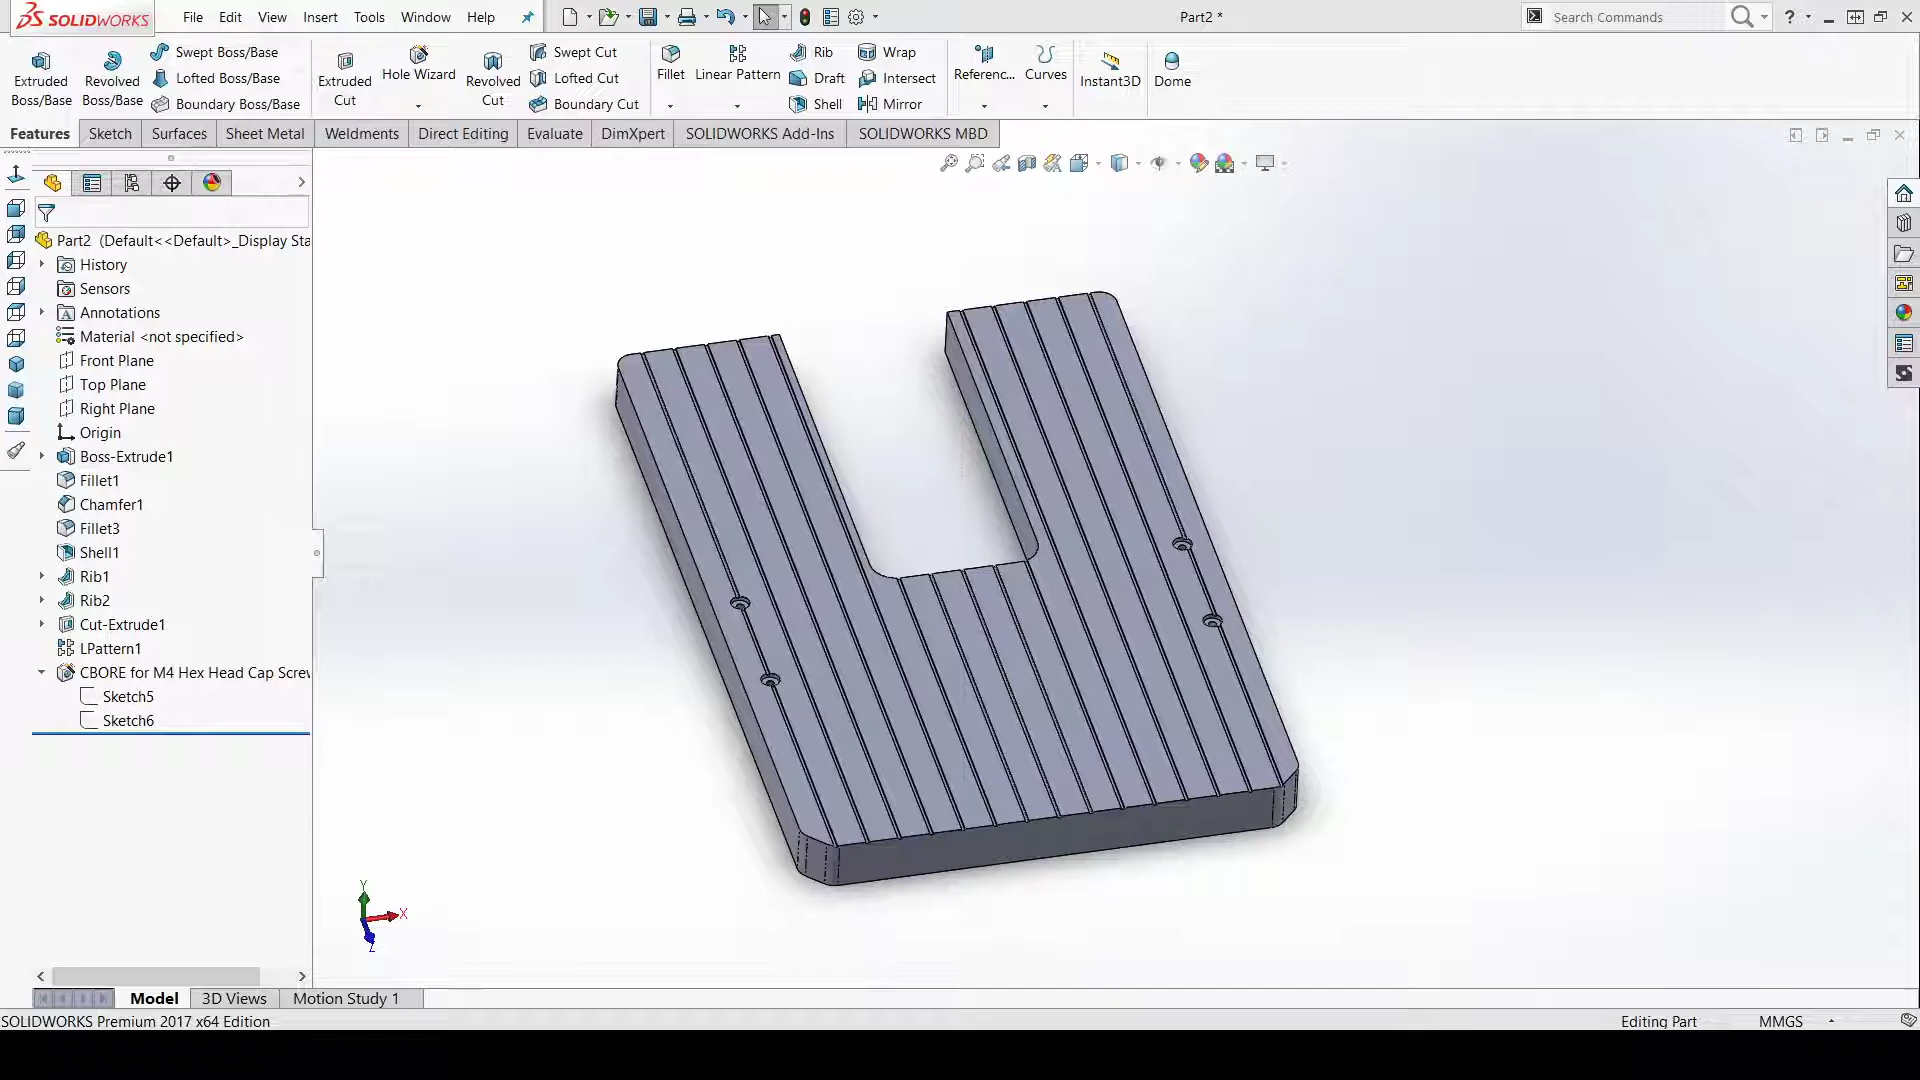 SOLIDWORKS File Edit View Insert Tools Window Help Part2 * Search Commands ?
Extruded Boss/Base
Revolved Boss/Base
Swept Boss/Base
Lofted Boss/Base
Boundary Boss/Base
Extruded Cut
Hole Wizard
Revolved Cut
Swept Cut
Lofted Cut
Boundary Cut
Fillet
Linear Pattern
Rib
Draft
Shell
Wrap
Intersect
Mirror
Referenc...
Curves
Instant3D
Dome
Features Sketch Surfaces Sheet Metal Weldments Direct Editing Evaluate DimXpert SOLIDWORKS Add-Ins SOLIDWORKS MBD
Part2 (Default<<Default>_Display Sta
History
Sensors
Annotations
Material <not specified>
Front Plane
Top Plane
Right Plane
Origin
Boss-Extrude1
Fillet1
Chamfer1
Fillet3
Shell1
Rib1
Rib2
Cut-Extrude1
LPattern1
CBORE for M4 Hex Head Cap Screw
Sketch5
Sketch6
Y
X
Z
Model 3D Views Motion Study 1
SOLIDWORKS Premium 2017 x64 Edition Editing Part MMGS